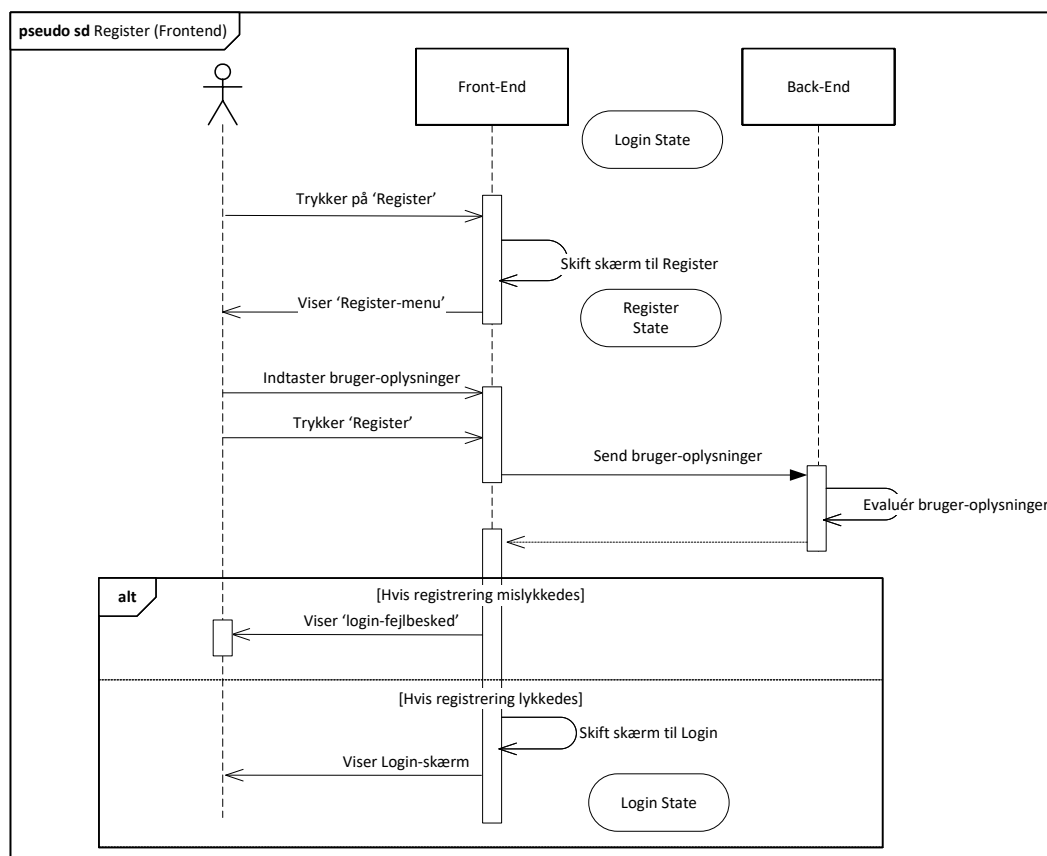 pseudo sd Register (Frontend)
Front-End
Back-End
Login State
Trykker på ‘Register’
Skift skærm til Register
Viser ‘Register-menu’
Register
State
Indtaster bruger-oplysninger
Trykker ‘Register’
Send bruger-oplysninger
Evaluér bruger-oplysninger
alt
[Hvis registrering mislykkedes]
Viser ‘login-fejlbesked’
[Hvis registrering lykkedes]
Skift skærm til Login
Viser Login-skærm
Login State